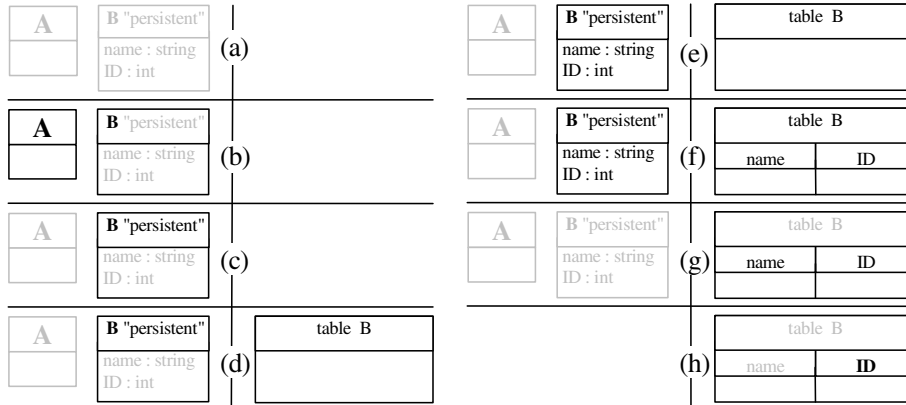 A
B "persistent"
name : string
ID : int
(a)
A
B "persistent"
name : string
ID : int
(b)
A
B "persistent"
name : string
ID : int
(c)
A
B "persistent"
name : string
ID : int
(d)
table B
A
B "persistent"
name : string
ID : int
(e)
table B
A
B "persistent"
name : string
ID : int
(f)
table B
name ID
A
B "persistent"
name : string
ID : int
(g)
table B
name ID
(h)
table B
name ID